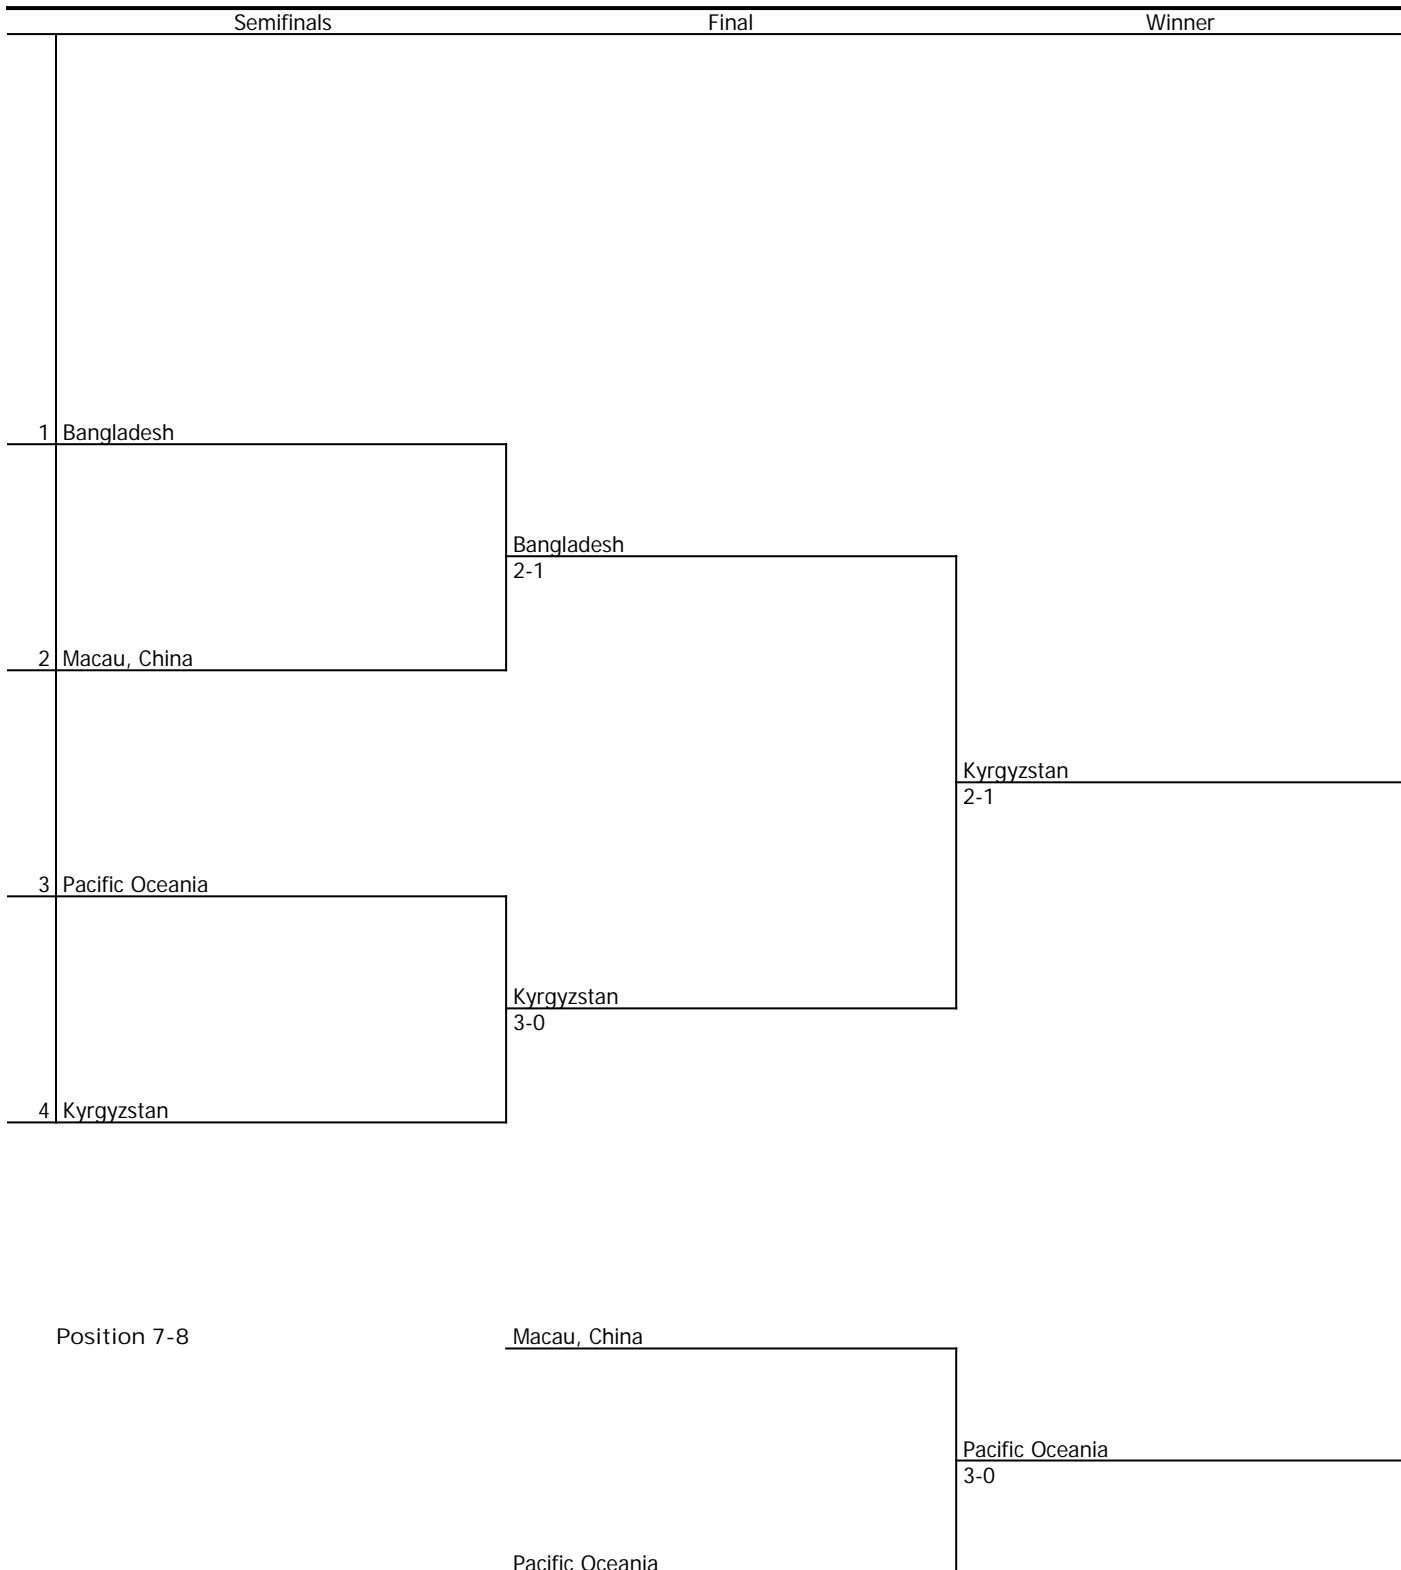 Semifinals Final Winner
1 Bangladesh
Bangladesh
2-1
2 Macau, China
Kyrgyzstan
2-1
3 Pacific Oceania
Kyrgyzstan
3-0
4 Kyrgyzstan
Position 7-8 Macau, China
Pacific Oceania
3-0
Pacific Oceania